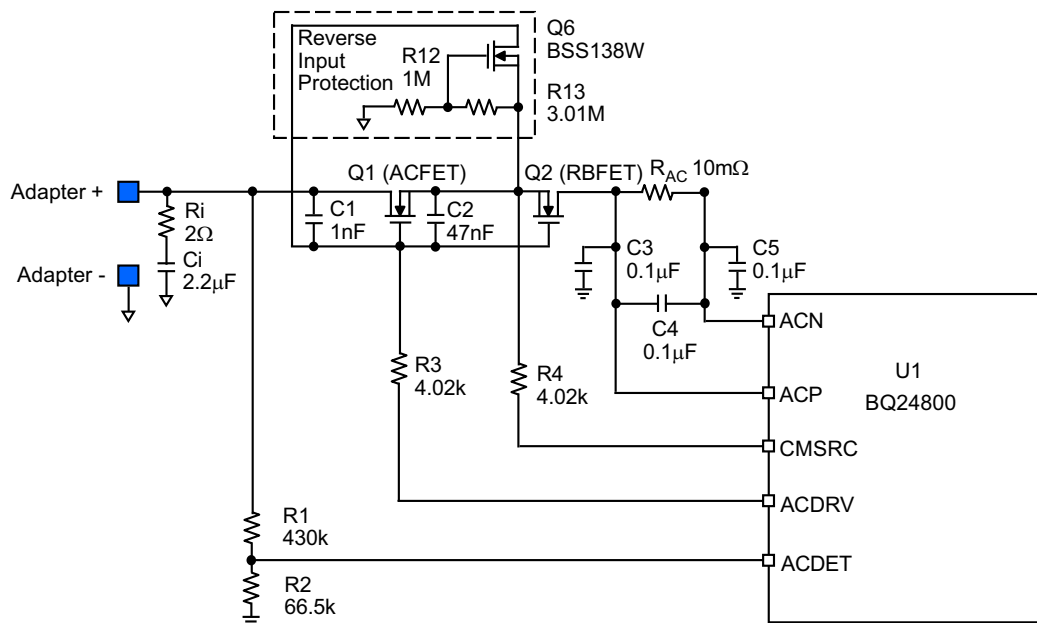 Reverse
Input
Protection
R12
1M
Q6
BSS138W
R13
3.01M
Adapter +
Ri
2Ω
Adapter -
Ci
2.2μF
C1
1nF
Q1 (ACFET)
C2
47nF
Q2 (RBFET)
RAC 10mΩ
C3
0.1μF
C5
0.1μF
C4
0.1μF
R3
4.02k
R4
4.02k
ACN
U1
BQ24800
ACP
CMSRC
ACDRV
ACDET
R1
430k
R2
66.5k